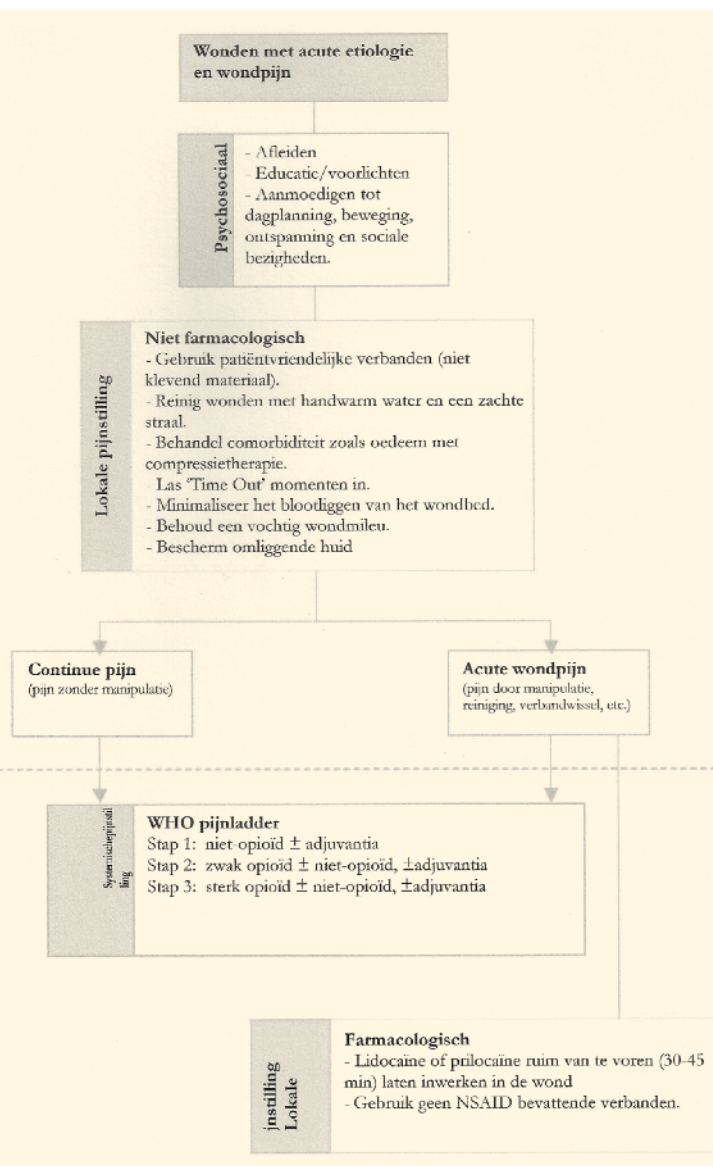 Wonden met acute etiologie
en wondpijn
Psychosociaal
- Afleiden
- Educatie/voorlichten
- Aanmoedigen tot
dagplanning, beweging,
ontspanning en sociale
bezigheden.
Lokale pijnstilling
Niet farmacologisch
- Gebruik patiëntvriendelijke verbanden (niet
klevend materiaal).
- Reinig wonden met handwarm water en een zachte
straal.
- Behandel comorbiditeit zoals oedeem met
compressietherapie.
- Las ‘Time Out’ momenten in.
- Minimaliseer het blootliggen van het wondbed.
- Behoud een vochtig wondmileu.
- Bescherm omliggende huid
Continue pijn
(pijn zonder manipulatie)
Acute wondpijn
(pijn door manipulatie,
reiniging, verbandwissel, etc.)
Systemischepijnstil
ling
WHO pijnladder
Stap 1: niet-opioïd ± adjuvantia
Stap 2: zwak opioïd ± niet-opioïd, ±adjuvantia
Stap 3: sterk opioïd ± niet-opioïd, ±adjuvantia
jnstilling
Lokale
Farmacologisch
- Lidocaïne of prilocaïne ruim van te voren (30-45
min) laten inwerken in de wond
- Gebruik geen NSAID bevattende verbanden.